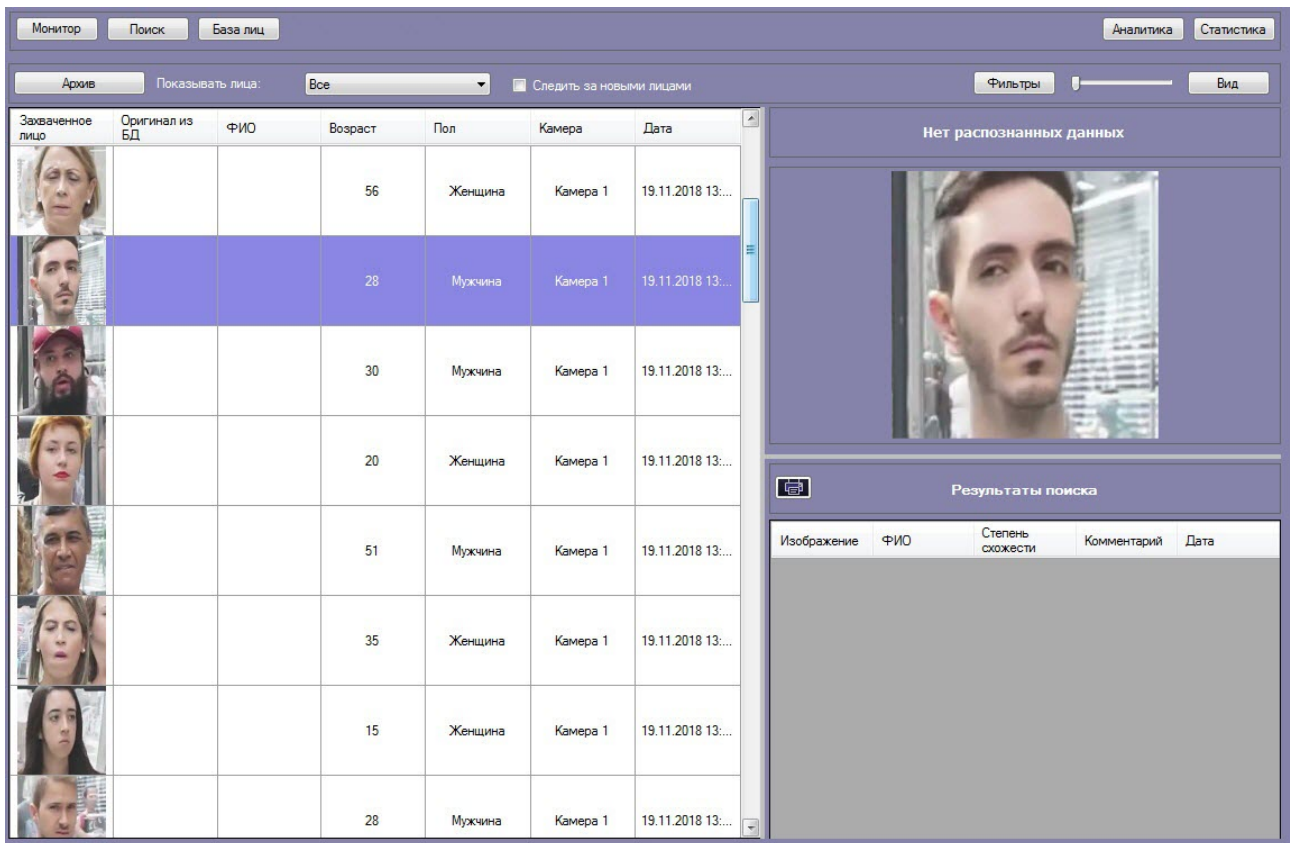 Монитор Поиск База лиц Аналитика Статистика
Архив Показывать лица: Все Следить за новыми лицами Фильтры Вид
Захваченное лицо Оригинал из БД ФИО Возраст Пол Камера Дата
56 Женщина Камера 1 19.11.2018 13:...
28 Мужчина Камера 1 19.11.2018 13:...
30 Мужчина Камера 1 19.11.2018 13:...
20 Женщина Камера 1 19.11.2018 13:...
51 Мужчина Камера 1 19.11.2018 13:...
35 Женщина Камера 1 19.11.2018 13:...
15 Женщина Камера 1 19.11.2018 13:...
28 Мужчина Камера 1 19.11.2018 13:...
Нет распознанных данных
Результаты поиска
Изображение ФИО Степень схожести Комментарий Дата